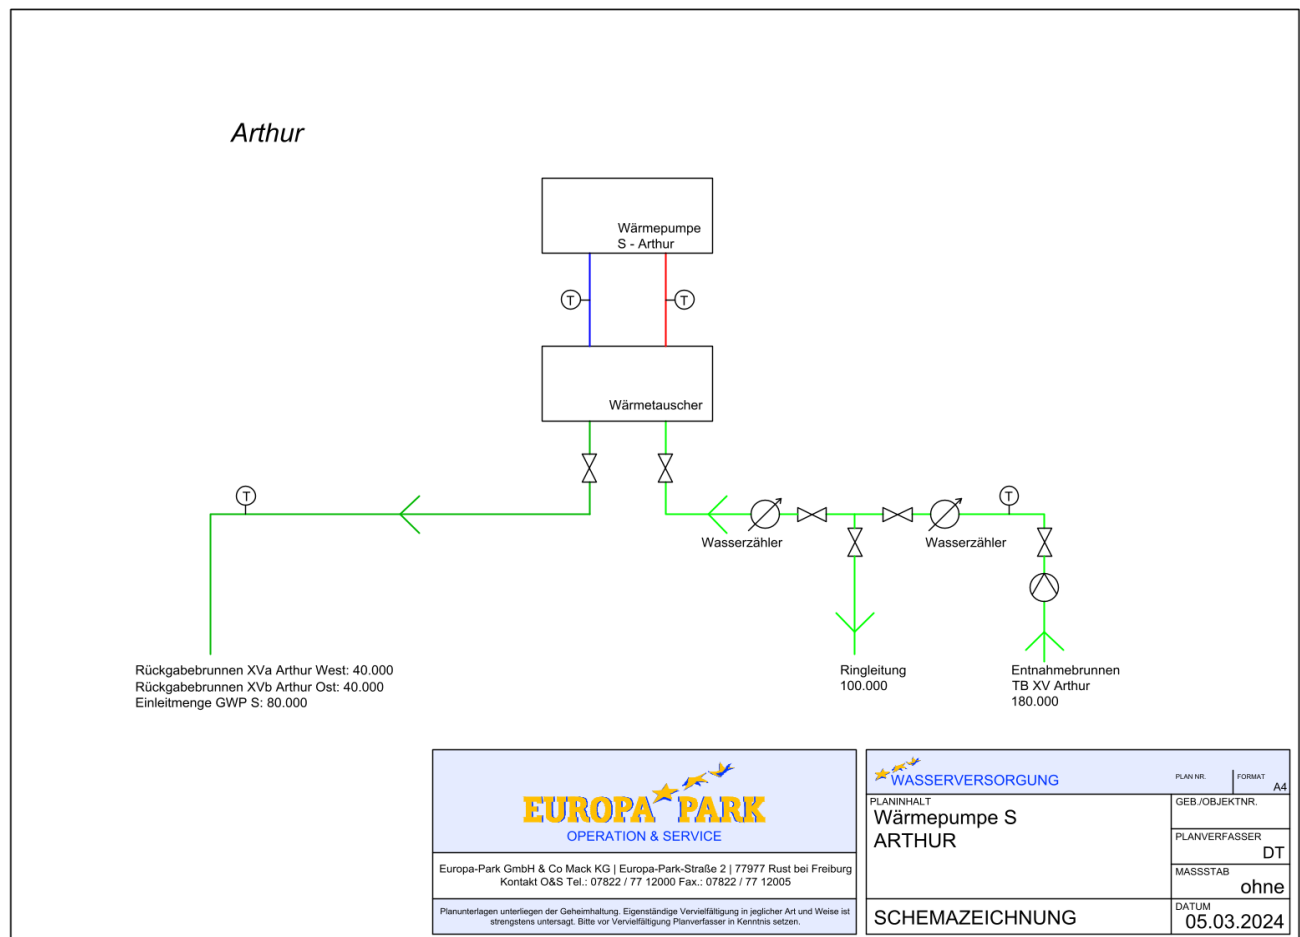 Arthur
Wärmepumpe
S - Arthur
T
T
Wärmetauscher
T
T
Wasserzähler
Wasserzähler
Rückgabebrunnen XVa Arthur West: 40.000
Rückgabebrunnen XVb Arthur Ost: 40.000
Einleitmenge GWP S: 80.000
Ringleitung
100.000
Entnahmebrunnen
TB XV Arthur
180.000
EUROPA PARK
OPERATION & SERVICE
Europa-Park GmbH & Co Mack KG | Europa-Park-Straße 2 | 77977 Rust bei Freiburg
Kontakt O&S Tel.: 07822 / 77 12000 Fax.: 07822 / 77 12005
Planunterlagen unterliegen der Geheimhaltung. Eigenständige Vervielfältigung in jeglicher Art und Weise ist
strengstens untersagt. Bitte vor Vervielfältigung Planverfasser in Kenntnis setzen.
WASSERVERSORGUNG
PLAN NR.
FORMAT
A4
PLANINHALT
Wärmepumpe S
ARTHUR
GEB./OBJEKTNR.
PLANVERFASSER
DT
MASSSTAB
ohne
SCHEMAZEICHNUNG
DATUM
05.03.2024